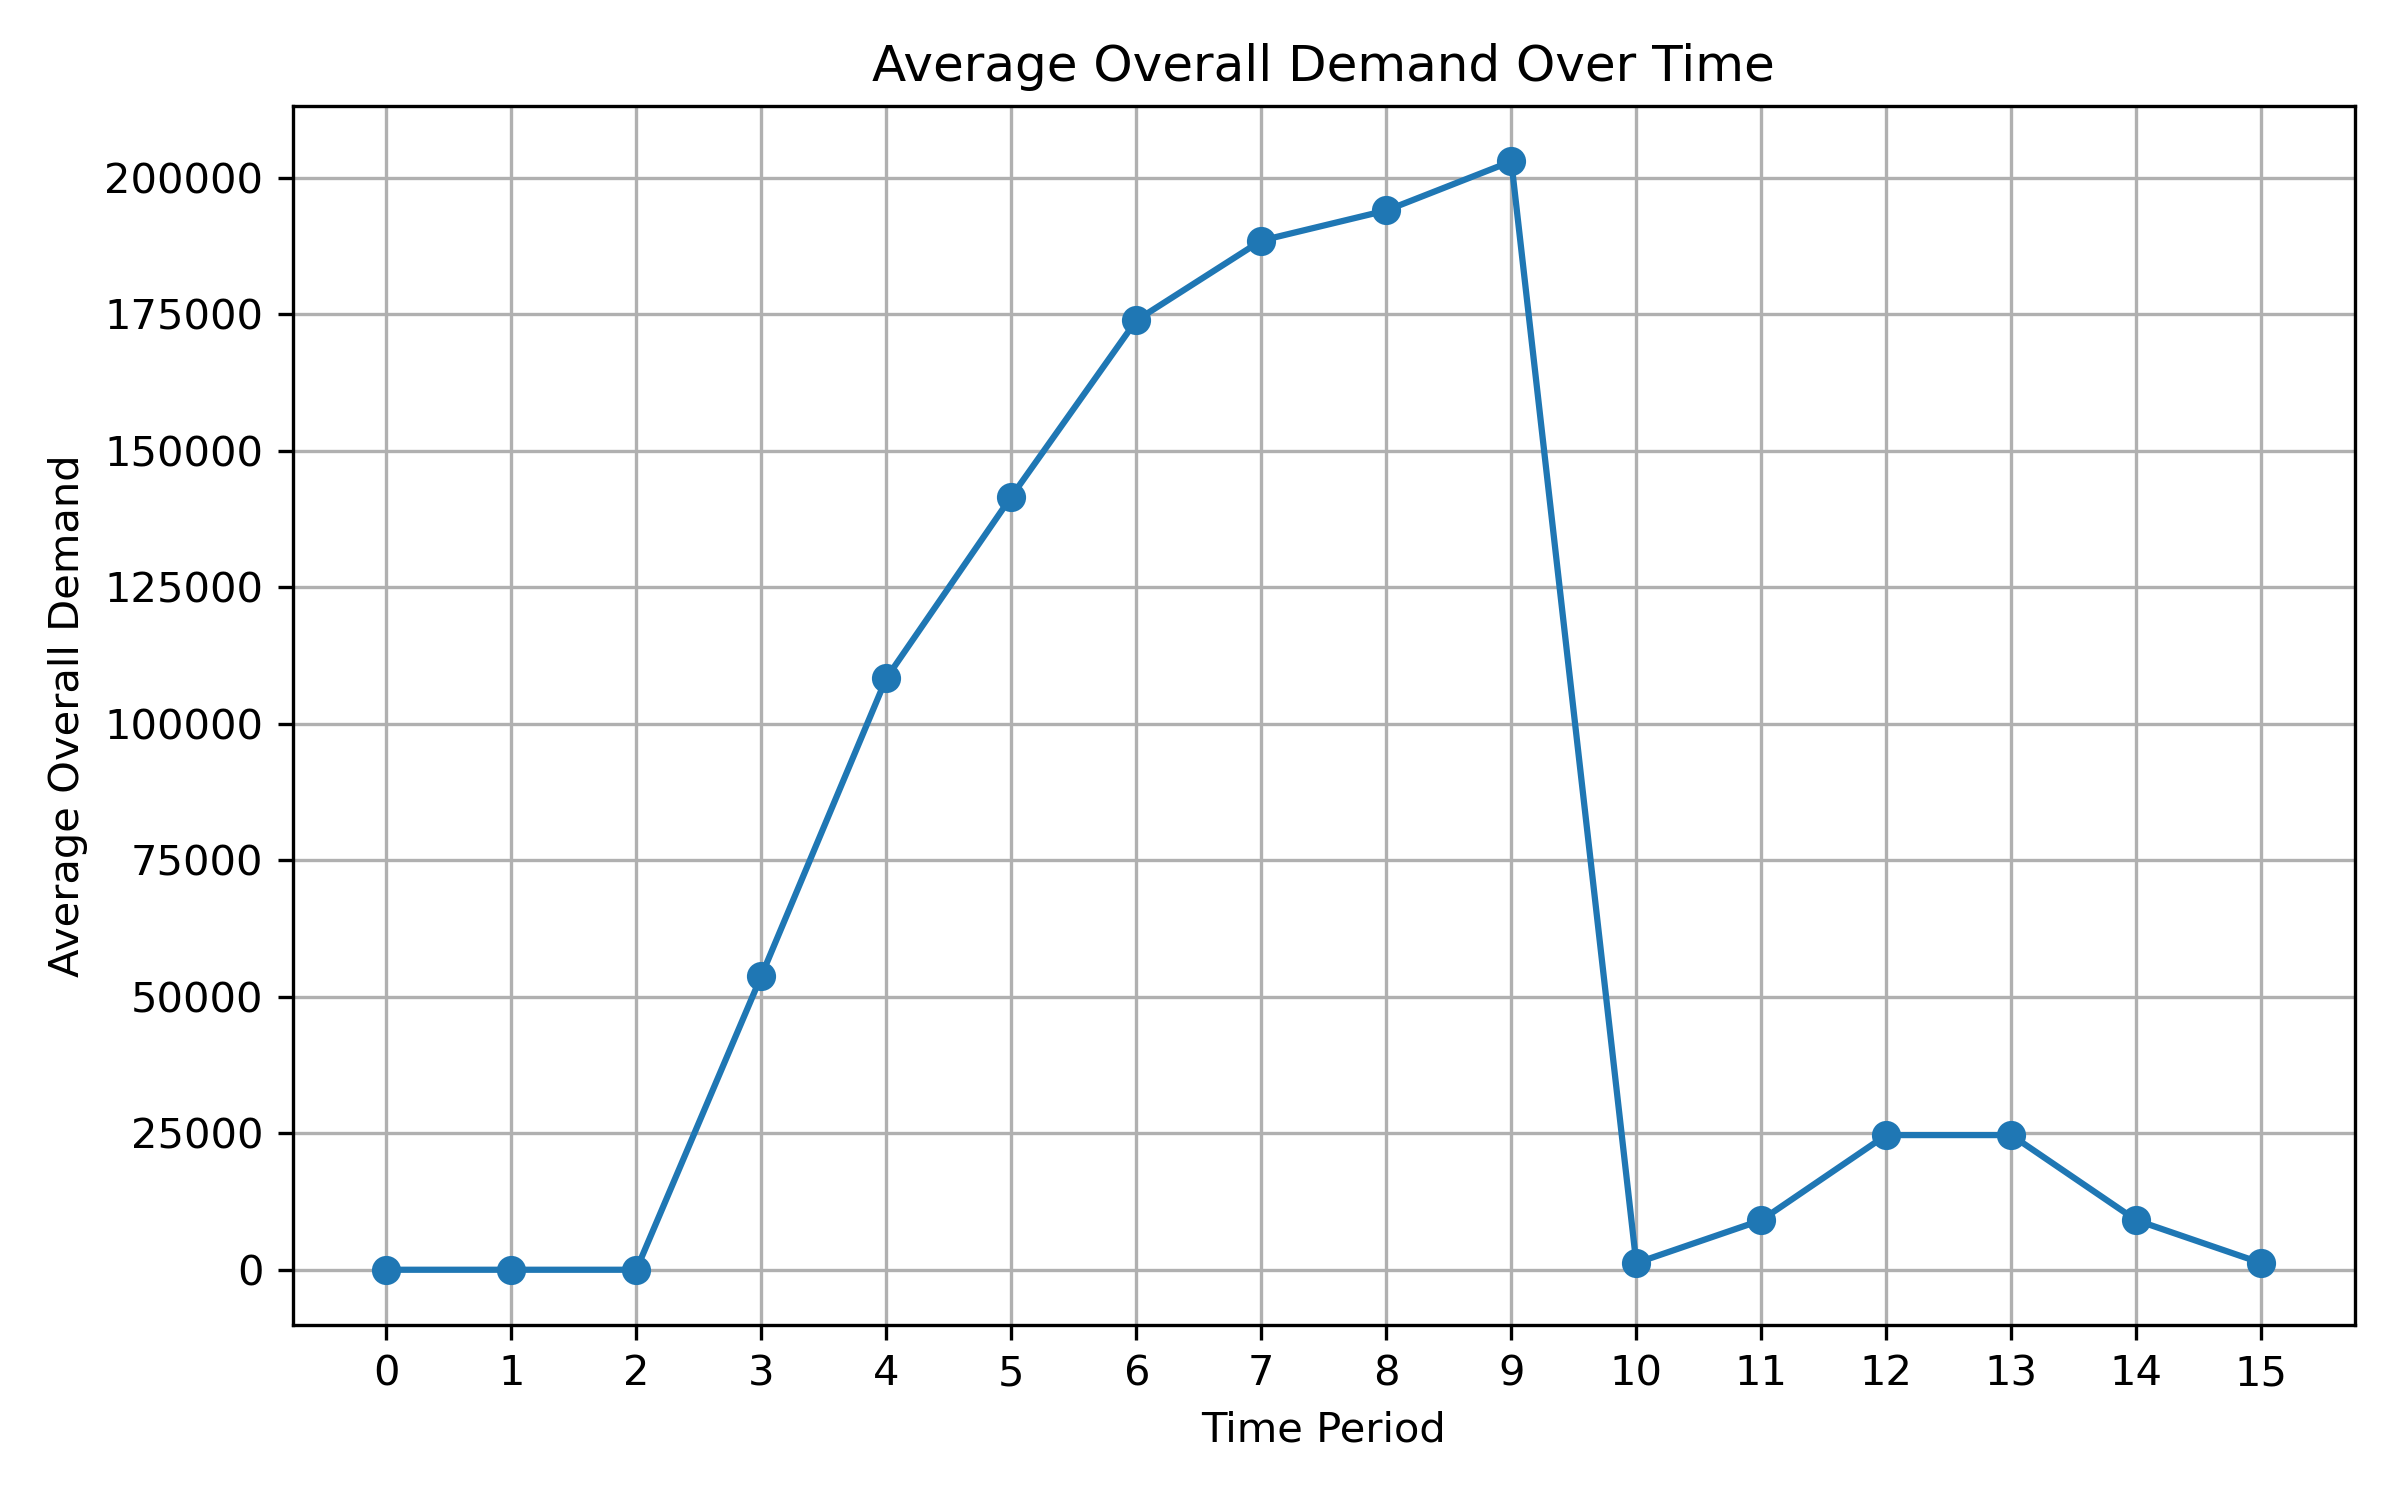 Average Overall Demand Over Time
Average Overall Demand
200000
175000
150000
125000
100000
75000
50000
25000
0
0 1 2 3 4 5 6 7 8 9 10 11 12 13 14 15
Time Period